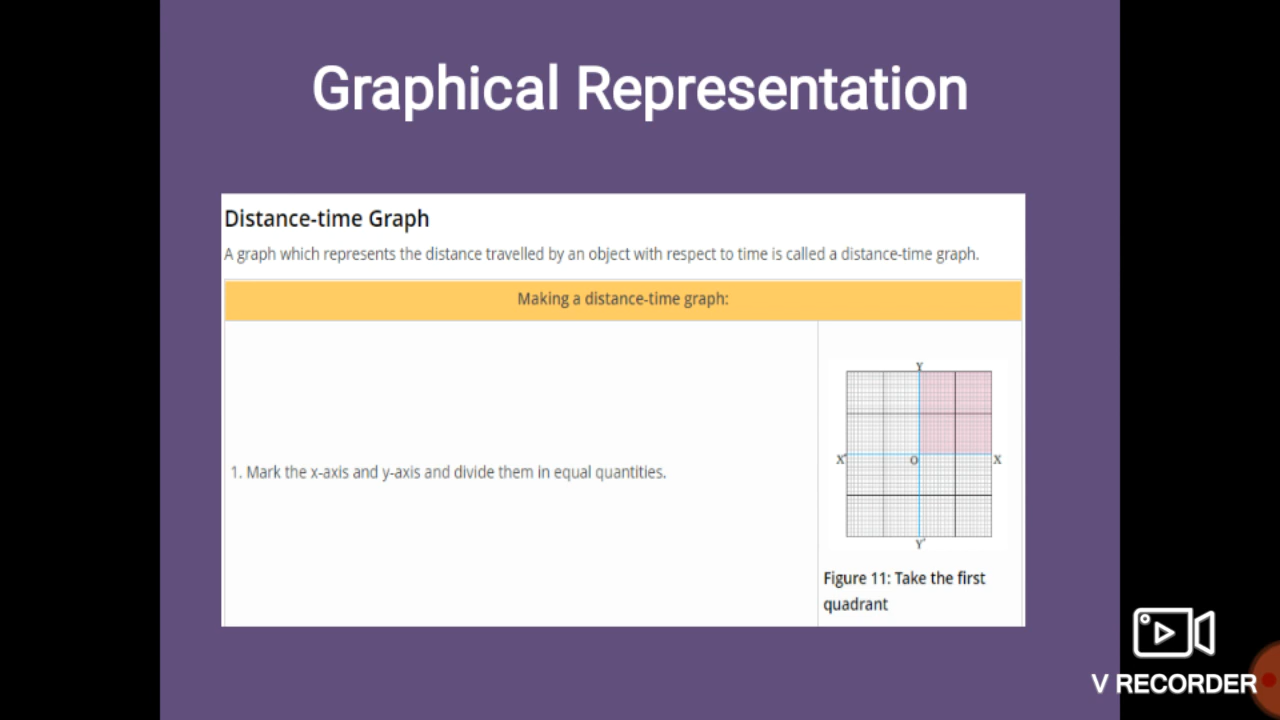 Graphical Representation
Distance-time Graph
A graph which represents the distance travelled by an object with respect to time is called a distance-time graph.
Making a distance-time graph:
1. Mark the x-axis and y-axis and divide them in equal quantities.
Y
X' O X
Y'
Figure 11: Take the first
quadrant
V RECORDER